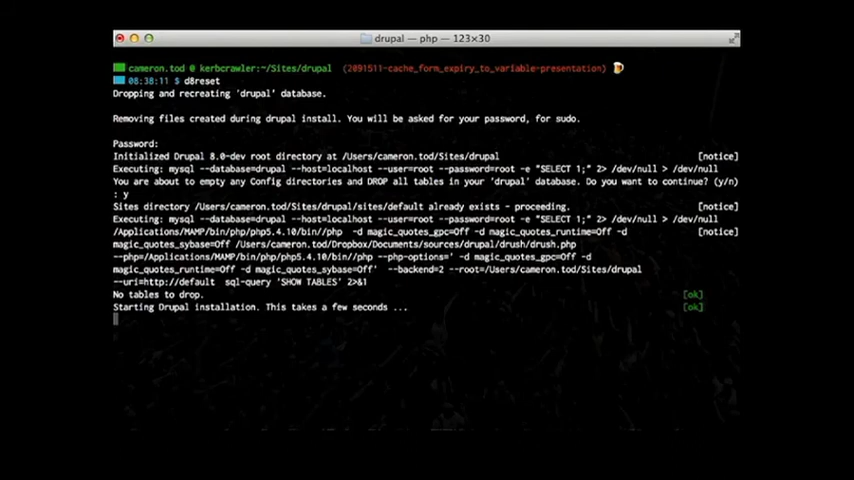 drupal — php — 123×30
cameron.tod @ kerbcrawler:~/Sites/drupal (2091511-cache_form_expiry_to_variable-presentation)
08:38:11 $ d8reset
Dropping and recreating 'drupal' database.
Removing files created during drupal install. You will be asked for your password, for sudo.
Password:
Initialized Drupal 8.0-dev root directory at /Users/cameron.tod/Sites/drupal [notice]
Executing: mysql --database=drupal --host=localhost --user=root --password=root -e "SELECT 1;" 2> /dev/null > /dev/null
You are about to empty any Config directories and DROP all tables in your 'drupal' database. Do you want to continue? (y/n)
: y
Sites directory /Users/cameron.tod/Sites/drupal/sites/default already exists - proceeding. [notice]
Executing: mysql --database=drupal --host=localhost --user=root --password=root -e "SELECT 1;" 2> /dev/null > /dev/null
/Applications/MAMP/bin/php/php5.4.10/bin//php -d magic_quotes_gpc=Off -d magic_quotes_runtime=Off -d [notice]
magic_quotes_sybase=Off /Users/cameron.tod/Dropbox/Documents/sources/drupal/drush/drush.php
--php=/Applications/MAMP/bin/php/php5.4.10/bin//php --php-options=' -d magic_quotes_gpc=Off -d
magic_quotes_runtime=Off -d magic_quotes_sybase=Off' --backend=2 --root=/Users/cameron.tod/Sites/drupal
--uri=http://default sql-query 'SHOW TABLES' 2>&1
No tables to drop. [ok]
Starting Drupal installation. This takes a few seconds ... [ok]